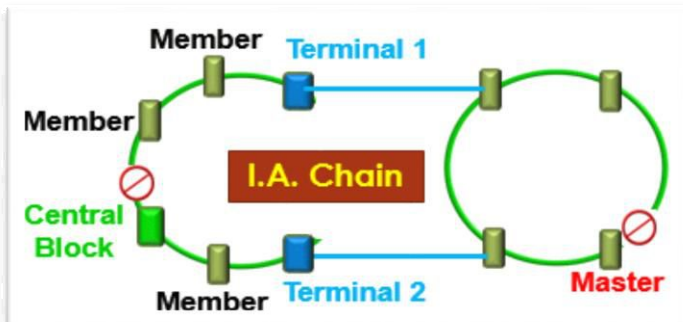 Member
Terminal 1
Member
I.A. Chain
Central
Block
Master
Member
Terminal 2